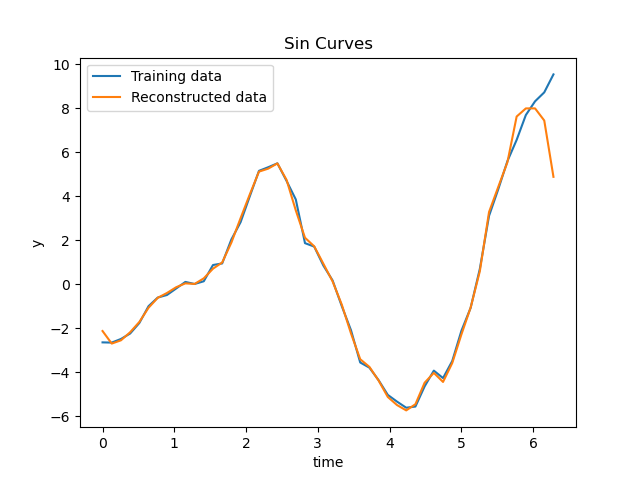 Sin Curves
Training data
Reconstructed data
y
10
8
6
4
2
0
−2
−4
−6
0 1 2 3 4 5 6
time